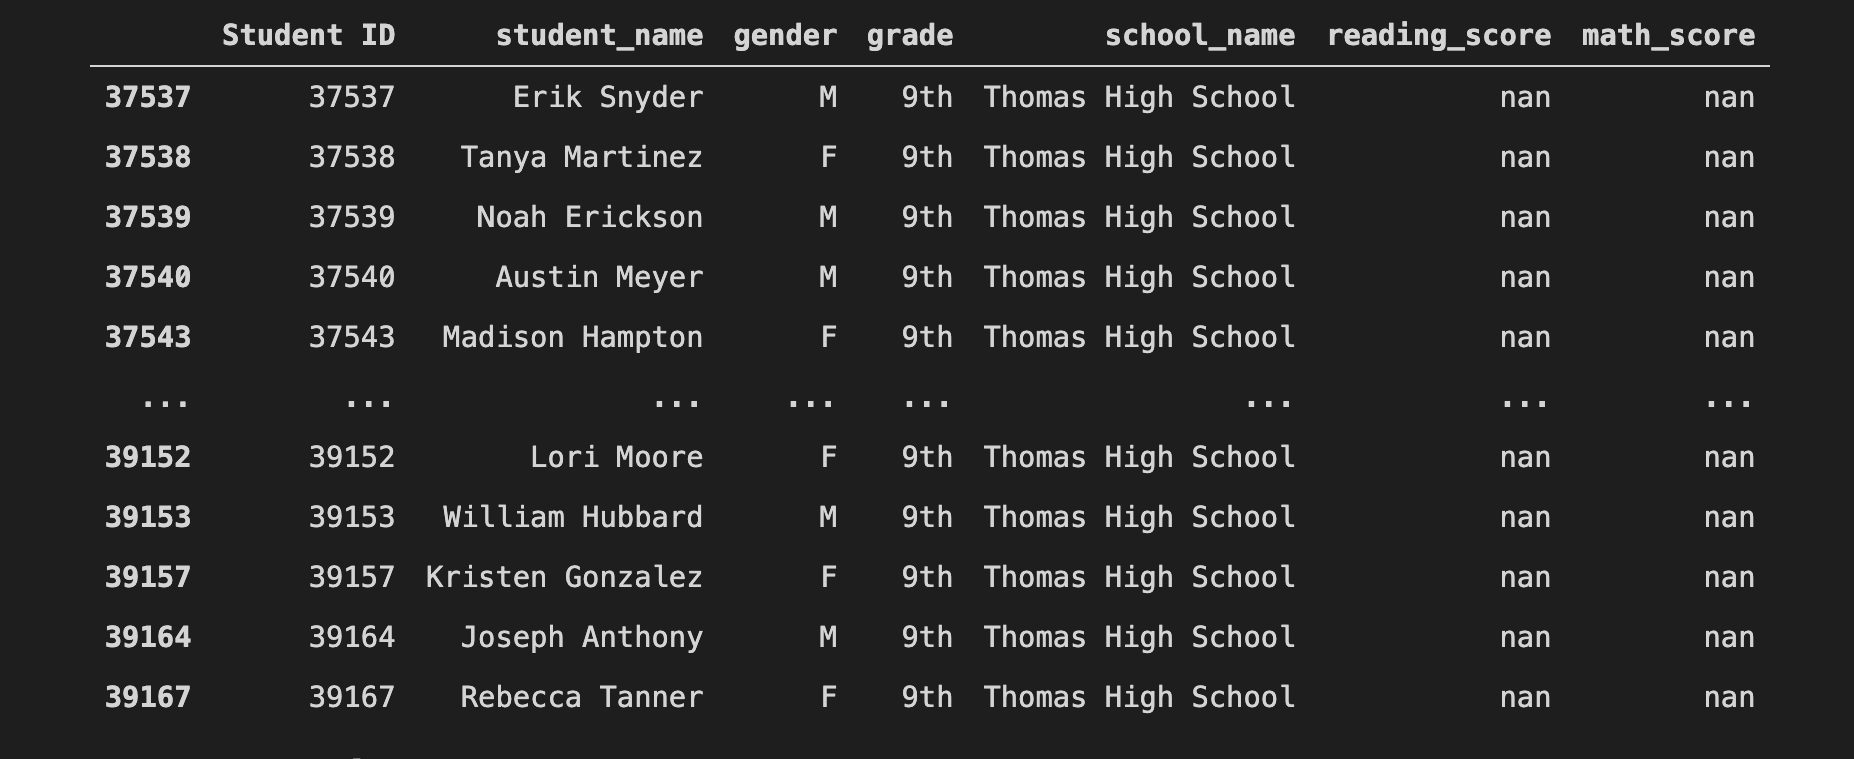 Student ID student_name gender grade school_name reading_score math_score
37537 37537 Erik Snyder M 9th Thomas High School nan nan
37538 37538 Tanya Martinez F 9th Thomas High School nan nan
37539 37539 Noah Erickson M 9th Thomas High School nan nan
37540 37540 Austin Meyer M 9th Thomas High School nan nan
37543 37543 Madison Hampton F 9th Thomas High School nan nan
... ... ... ... ... ... ... ...
39152 39152 Lori Moore F 9th Thomas High School nan nan
39153 39153 William Hubbard M 9th Thomas High School nan nan
39157 39157 Kristen Gonzalez F 9th Thomas High School nan nan
39164 39164 Joseph Anthony M 9th Thomas High School nan nan
39167 39167 Rebecca Tanner F 9th Thomas High School nan nan